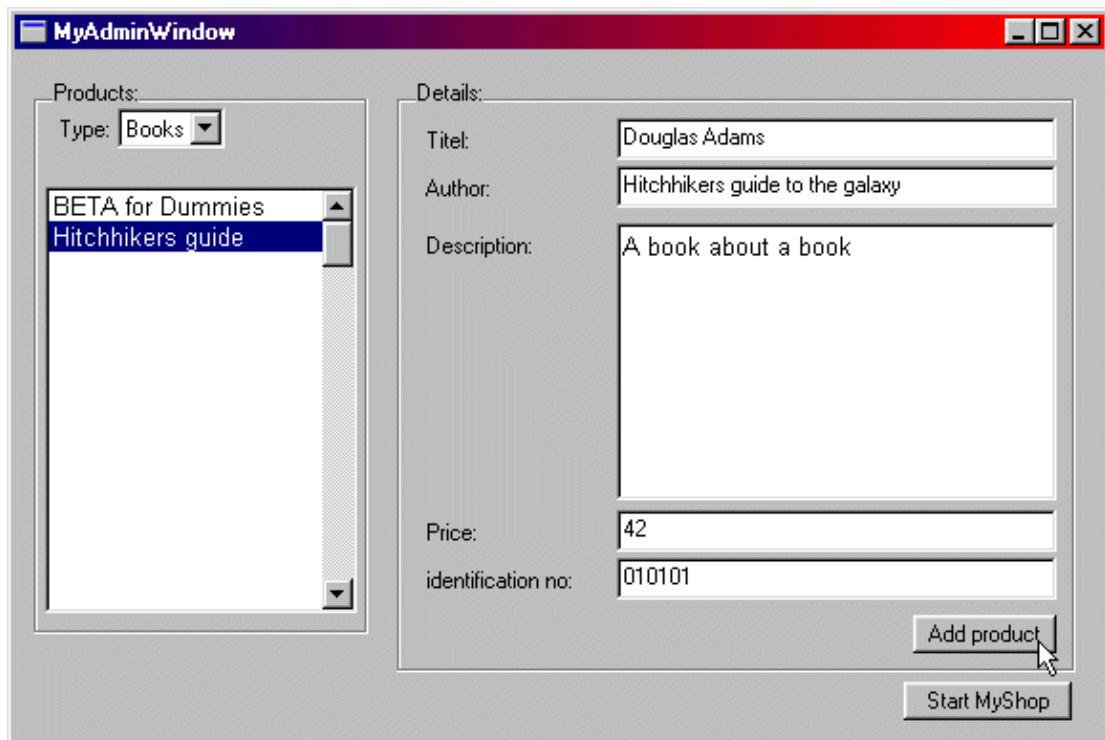 MyAdminWindow
Products:
Type: Books
BETA for Dummies
Hitchhikers guide
Details:
Titel: Douglas Adams
Author: Hitchhikers guide to the galaxy
Description: A book about a book
Price: 42
identification no: 010101
Add product
Start MyShop